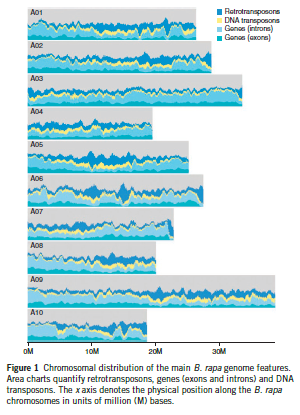 A01
Retrotransposons
DNA transposons
Genes (introns)
Genes (exons)
A02
A03
A04
A05
A06
A07
A08
A09
A10
0M 10M 20M 30M
Figure 1 Chromosomal distribution of the main B. rapa genome features.
Area charts quantify retrotransposons, genes (exons and introns) and DNA
transposons. The x axis denotes the physical position along the B. rapa
chromosomes in units of million (M) bases.